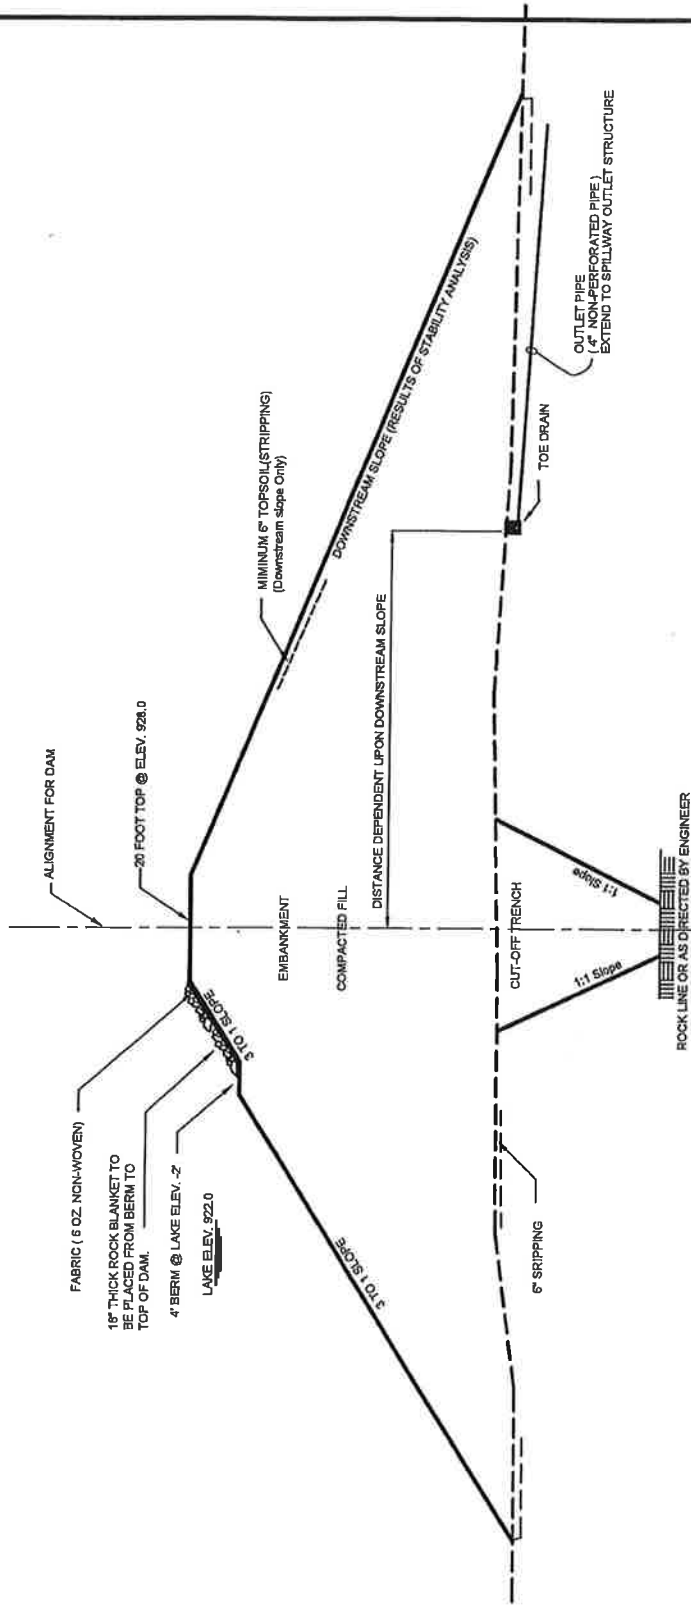 ALIGNMENT FOR DAM
20 FOOT TOP @ ELEV. 928.0
FABRIC ( 6 OZ. NON-WOVEN)
18" THICK ROCK BLANKET TO
BE PLACED FROM BERM TO
TOP OF DAM.
4' BERM @ LAKE ELEV. -2'
LAKE ELEV. 922.0
3 TO 1 SLOPE
3 TO 1 SLOPE
EMBANKMENT
COMPACTED FILL
MIMINUM 6" TOPSOIL(STRIPPING)
(Downstream slope Only)
DOWNSTREAM SLOPE (RESULTS OF STABILITY ANALYSIS)
DISTANCE DEPENDENT UPON DOWNSTREAM SLOPE
6" SRIPPING
CUT-OFF TRENCH
1:1 Slope
1:1 Slope
ROCK LINE OR AS DIRECTED BY ENGINEER
TOE DRAIN
OUTLET PIPE
( 4" NON-PERFORATED PIPE )
EXTEND TO SPILLWAY OUTLET STRUCTURE